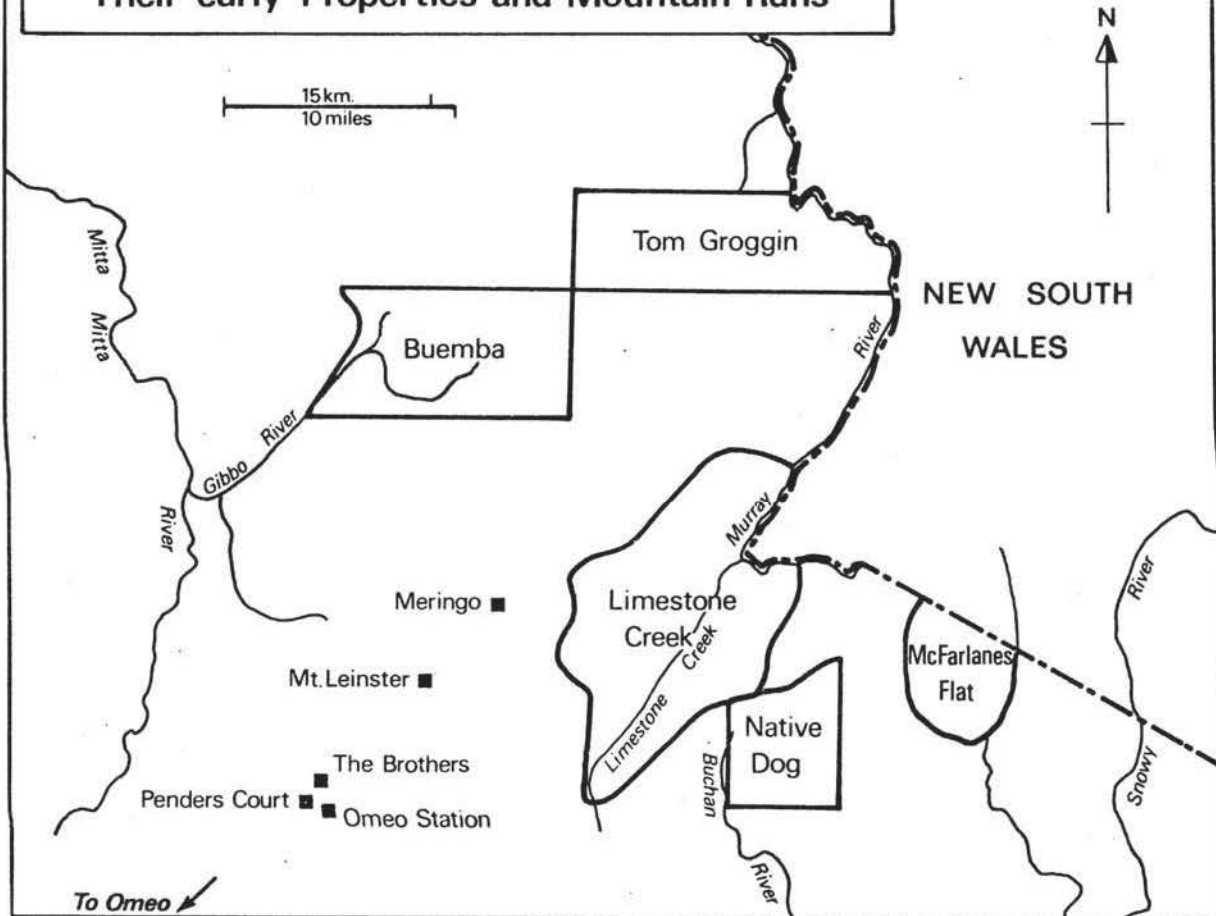 Their early Properties and Mountain Runs
N
15 km.
10 miles
Mitta
Mitta
River
Tom Groggin
NEW SOUTH
WALES
Buemba
River
Gibbo
River
Murray
Meringo
Limestone
Creek
Limestone
Creek
River
Snowy
McFarlanes
Flat
Mt. Leinster
Native
Dog
Buchan
River
The Brothers
Penders Court
Omeo Station
To Omeo